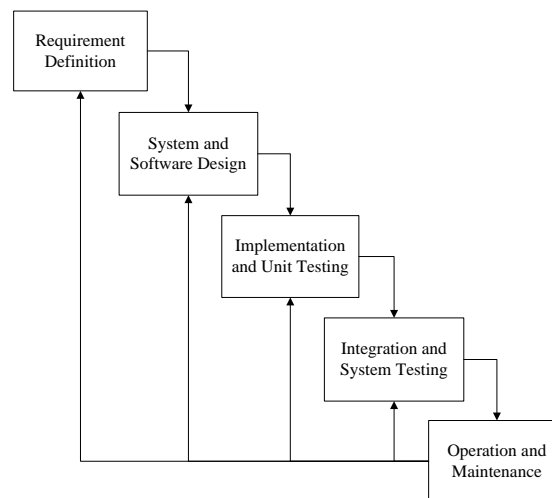 Requirement
Definition
System and
Software Design
Implementation
and Unit Testing
Integration and
System Testing
Operation and
Maintenance